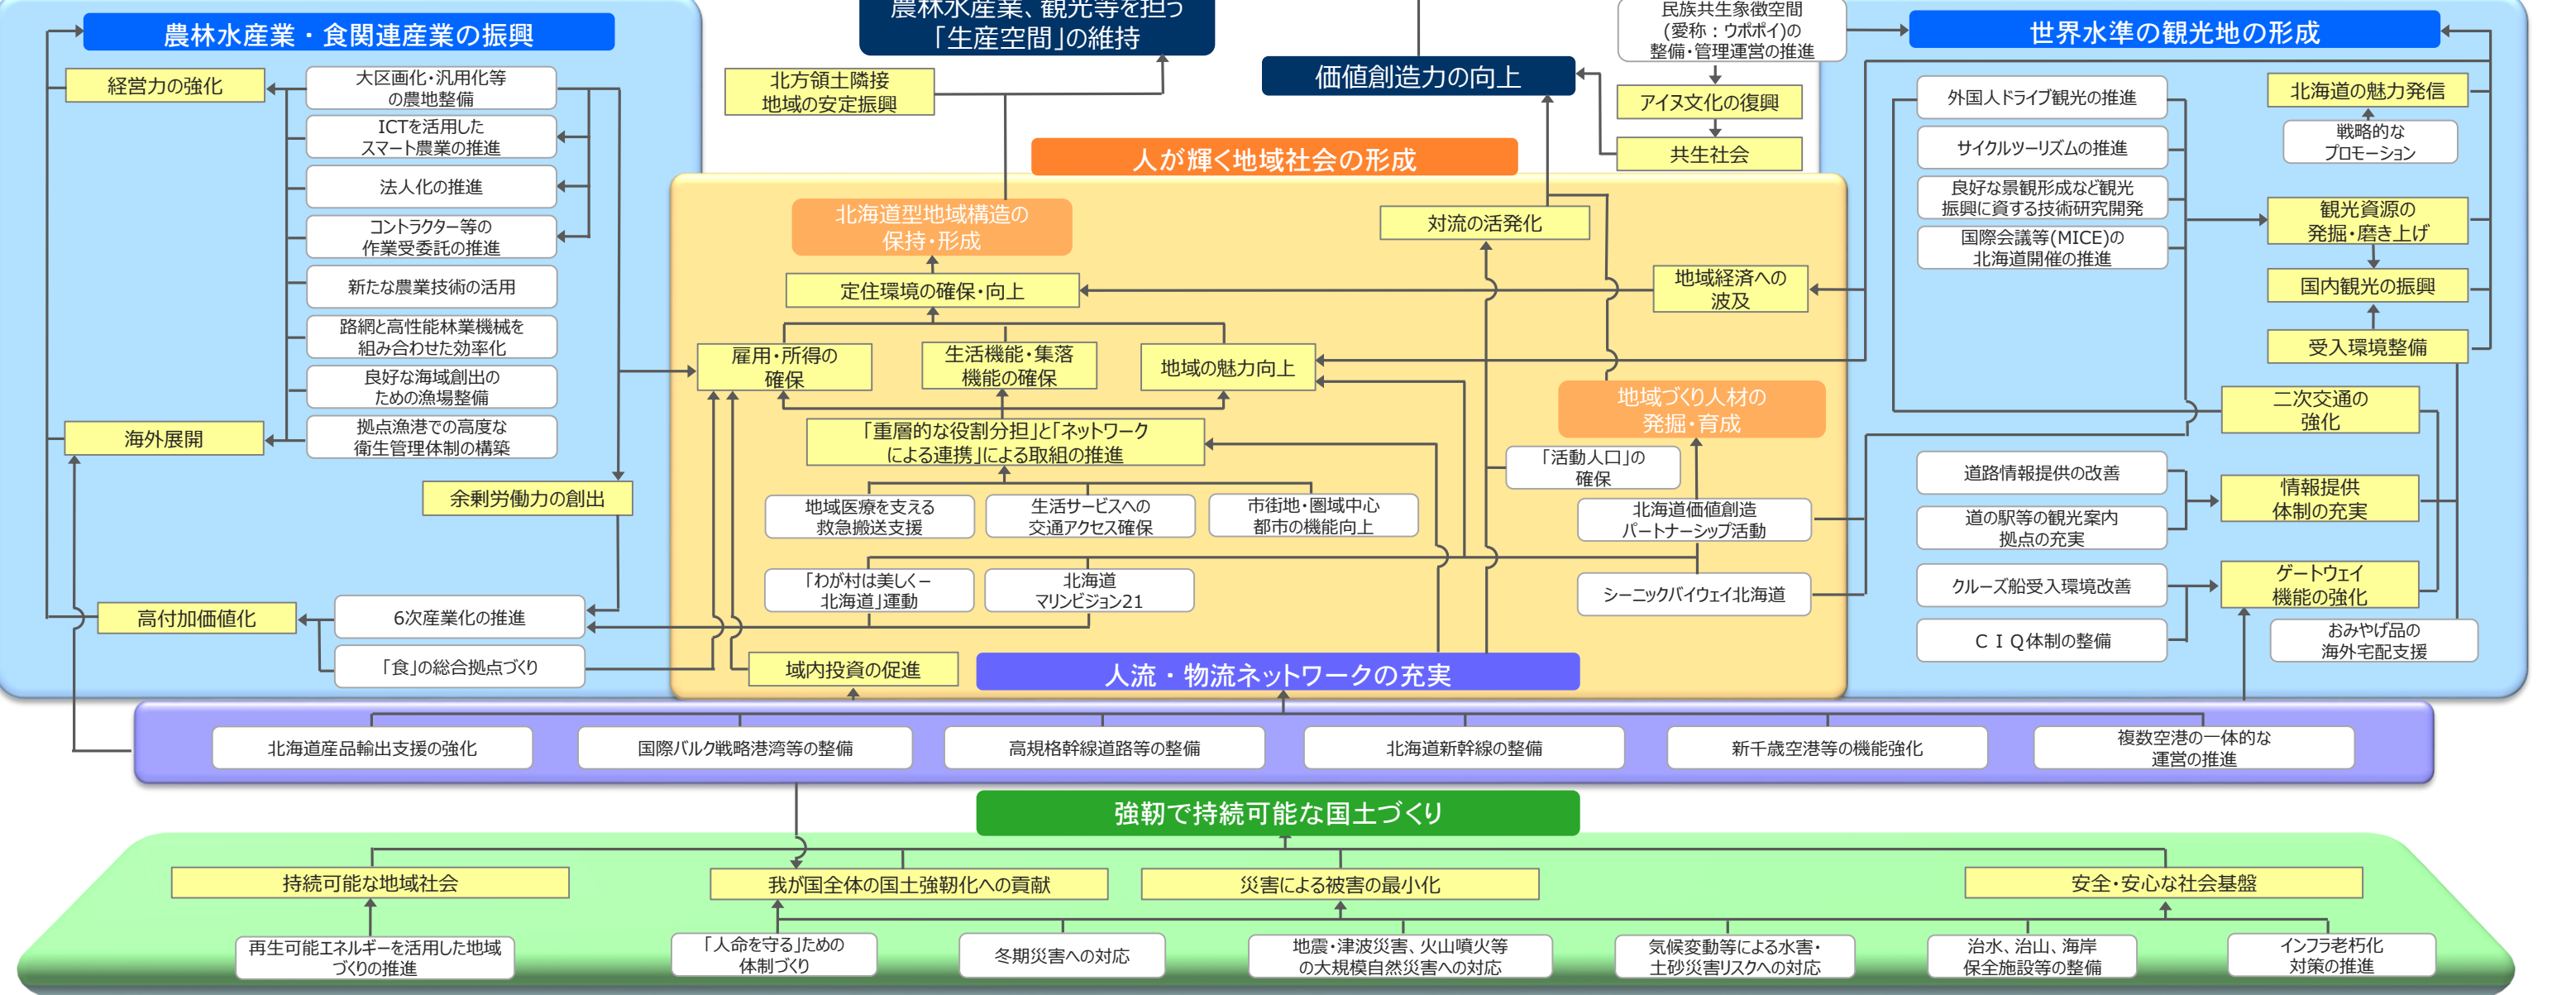 農林水産業・食関連産業の振興
経営力の強化
大区画化・汎用化等
の農地整備
ICTを活用した
スマート農業の推進
法人化の推進
コントラクター等の
作業受委託の推進
新たな農業技術の活用
路網と高性能林業機械を
組み合わせた効率化
良好な海域創出の
ための漁場整備
海外展開
拠点漁港での高度な
衛生管理体制の構築
余剰労働力の創出
高付加価値化
6次産業化の推進
「食」の総合拠点づくり
農林水産業、観光等を担う
「生産空間」の維持
北方領土隣接
地域の安定振興
価値創造力の向上
民族共生象徴空間
(愛称：ウポポイ)の
整備・管理運営の推進
アイヌ文化の復興
共生社会
人が輝く地域社会の形成
北海道型地域構造の
保持・形成
対流の活発化
定住環境の確保・向上
地域経済への
波及
雇用・所得の
確保
生活機能・集落
機能の確保
地域の魅力向上
地域づくり人材の
発掘・育成
「重層的な役割分担」と「ネットワーク
による連携」による取組の推進
「活動人口」の
確保
地域医療を支える
救急搬送支援
生活サービスへの
交通アクセス確保
市街地・圏域中心
都市の機能向上
北海道価値創造
パートナーシップ活動
「わが村は美しく－
北海道」運動
北海道
マリンビジョン21
シーニックバイウェイ北海道
域内投資の促進
人流・物流ネットワークの充実
世界水準の観光地の形成
外国人ドライブ観光の推進
サイクルツーリズムの推進
良好な景観形成など観光
振興に資する技術研究開発
国際会議等(MICE)の
北海道開催の推進
北海道の魅力発信
戦略的な
プロモーション
観光資源の
発掘・磨き上げ
国内観光の振興
受入環境整備
二次交通の
強化
道路情報提供の改善
道の駅等の観光案内
拠点の充実
情報提供
体制の充実
クルーズ船受入環境改善
ＣＩＱ体制の整備
ゲートウェイ
機能の強化
おみやげ品の
海外宅配支援
北海道産品輸出支援の強化
国際バルク戦略港湾等の整備
高規格幹線道路等の整備
北海道新幹線の整備
新千歳空港等の機能強化
複数空港の一体的な
運営の推進
強靭で持続可能な国土づくり
持続可能な地域社会
我が国全体の国土強靭化への貢献
災害による被害の最小化
安全・安心な社会基盤
再生可能エネルギーを活用した地域
づくりの推進
「人命を守る」ための
体制づくり
冬期災害への対応
地震・津波災害、火山噴火等
の大規模自然災害への対応
気候変動等による水害・
土砂災害リスクへの対応
治水、治山、海岸
保全施設等の整備
インフラ老朽化
対策の推進